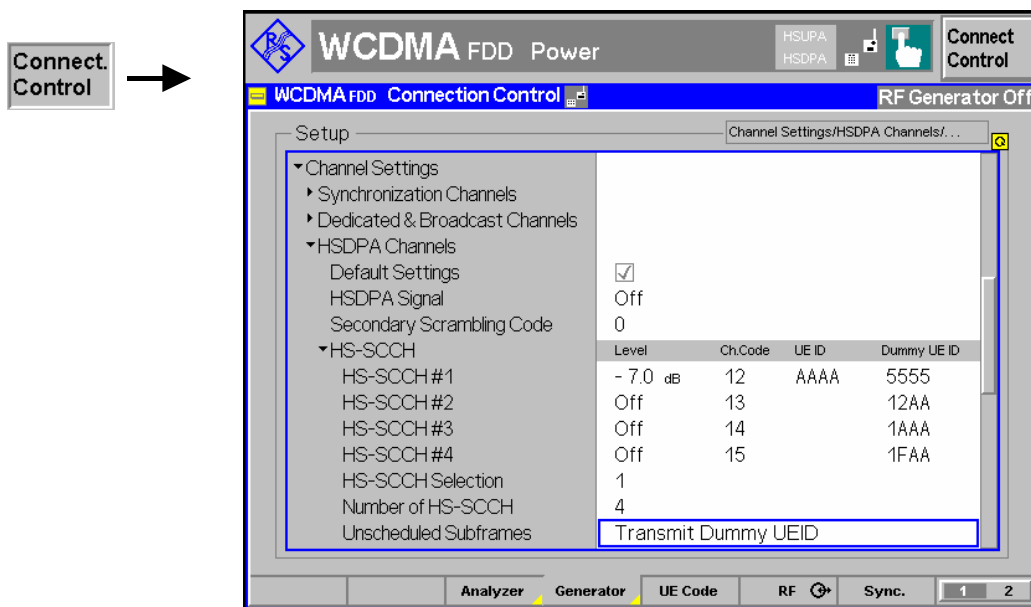 Connect.
Control
R S
WCDMA FDD Power
HSUPA
HSDPA
Connect
Control
WCDMA FDD Connection Control
RF Generator Off
Setup
Channel Settings/HSDPA Channels/...
Channel Settings
Synchronization Channels
Dedicated & Broadcast Channels
HSDPA Channels
Default Settings
HSDPA Signal Off
Secondary Scrambling Code 0
HS-SCCH Level Ch.Code UE ID Dummy UE ID
HS-SCCH #1 - 7.0 dB 12 AAAA 5555
HS-SCCH #2 Off 13 12AA
HS-SCCH #3 Off 14 1AAA
HS-SCCH #4 Off 15 1FAA
HS-SCCH Selection 1
Number of HS-SCCH 4
Unscheduled Subframes Transmit Dummy UEID
Analyzer Generator UE Code RF Sync. 1 2